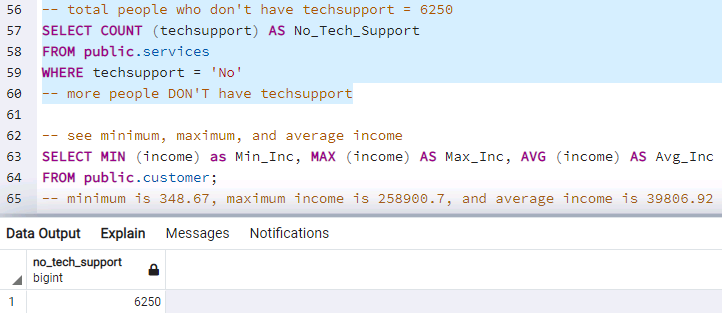 56 -- total people who don't have techsupport = 6250
57 SELECT COUNT (techsupport) AS No_Tech_Support
58 FROM public.services
59 WHERE techsupport = 'No'
60 -- more people DON'T have techsupport
61
62 -- see minimum, maximum, and average income
63 SELECT MIN (income) as Min_Inc, MAX (income) AS Max_Inc, AVG (income) AS Avg_Inc
64 FROM public.customer;
65 -- minimum is 348.67, maximum income is 258900.7, and average income is 39806.92
Data Output Explain Messages Notifications
no_tech_support
bigint
1 6250